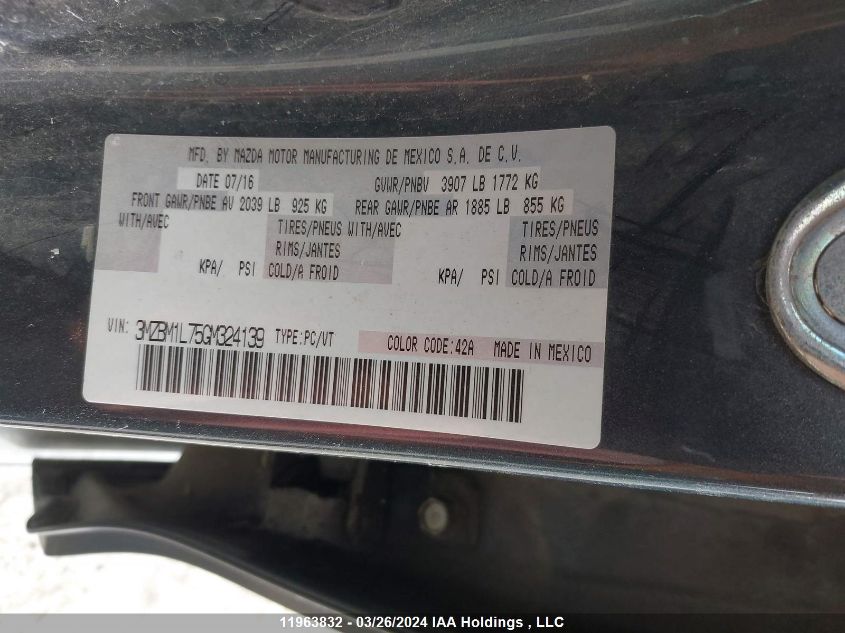 MFD. BY MAZDA MOTOR MANUFACTURING DE MEXICO S.A. DE C.V.
DATE 07/16 GVWR/PNBV 3907 LB 1772 KG
FRONT GAWR/PNBE AV 2039 LB 925 KG REAR GAWR/PNBE AR 1885 LB 855 KG
WITH/AVEC TIRES/PNEUS WITH/AVEC TIRES/PNEUS
RIMS/JANTES RIMS/JANTES
KPA/ PSI COLD/A FROID KPA/ PSI COLD/A FROID
VIN: 3MZBM1L75GM324139 TYPE:PC/VT COLOR CODE:42A MADE IN MEXICO
11963832 - 03/26/2024 IAA Holdings , LLC